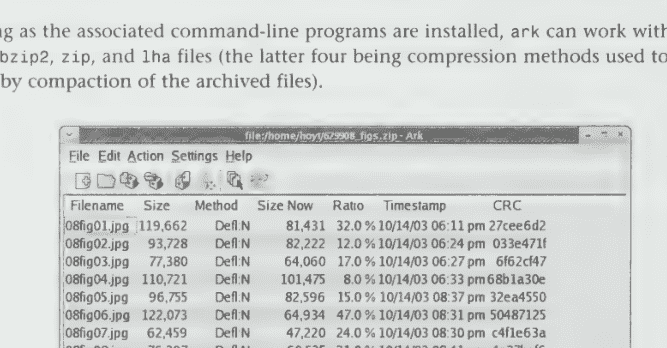 ng as the associated command-line programs are installed, ark can work with
bzip2, zip, and lha files (the latter four being compression methods used to
by compaction of the archived files).
file:/home/hoyt/629908_figs.zip - Ark
File Edit Action Settings Help
Filename Size Method Size Now Ratio Timestamp CRC
08fig01.jpg 119,662 Defl:N 81,431 32.0 % 10/14/03 06:11 pm 27cee6d2
08fig02.jpg 93,728 Defl:N 82,222 12.0 % 10/14/03 06:24 pm 033e471f
08fig03.jpg 77,380 Defl:N 64,060 17.0 % 10/14/03 06:27 pm 6f62cf47
08fig04.jpg 110,721 Defl:N 101,475 8.0 % 10/14/03 06:33 pm 68b1a30e
08fig05.jpg 96,755 Defl:N 82,596 15.0 % 10/14/03 08:37 pm 32ea4550
08fig06.jpg 122,073 Defl:N 64,934 47.0 % 10/14/03 08:31 pm 50487125
08fig07.jpg 62,459 Defl:N 47,220 24.0 % 10/14/03 08:30 pm c4f1e63a